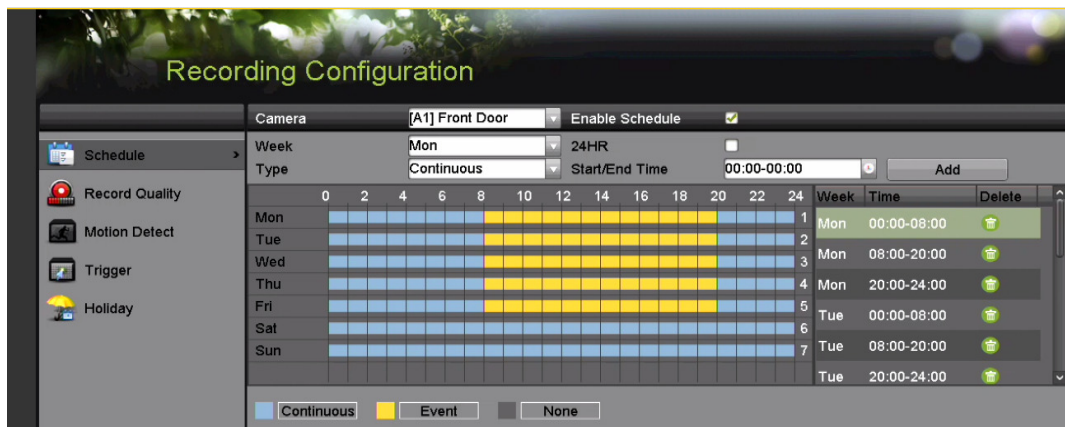 Recording Configuration
Camera [A1] Front Door Enable Schedule
Schedule
Record Quality
Motion Detect
Trigger
Holiday
Week Mon 24HR
Type Continuous Start/End Time 00:00-00:00 Add
0 2 4 6 8 10 12 14 16 18 20 22 24
Mon 1
Tue 2
Wed 3
Thu 4
Fri 5
Sat 6
Sun 7
Week Time Delete
Mon 00:00-08:00
Mon 08:00-20:00
Mon 20:00-24:00
Tue 00:00-08:00
Tue 08:00-20:00
Tue 20:00-24:00
Continuous Event None